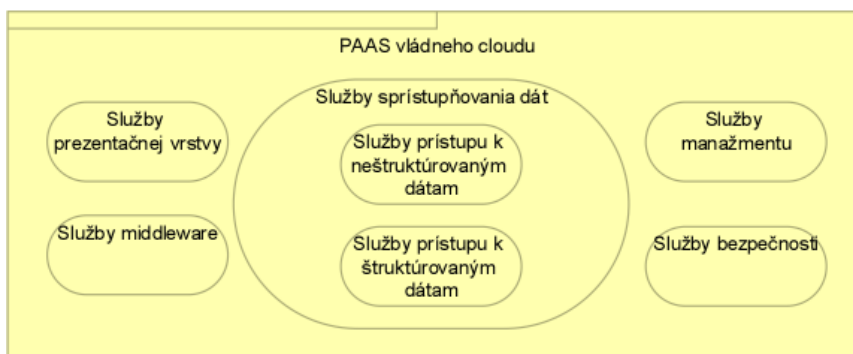 PAAS vládneho cloudu
Služby sprístupňovania dát
Služby
prezentačnej vrstvy
Služby prístupu k
neštruktúrovaným
dátam
Služby
manažmentu
Služby middleware
Služby prístupu k
štruktúrovaným
dátam
Služby bezpečnosti